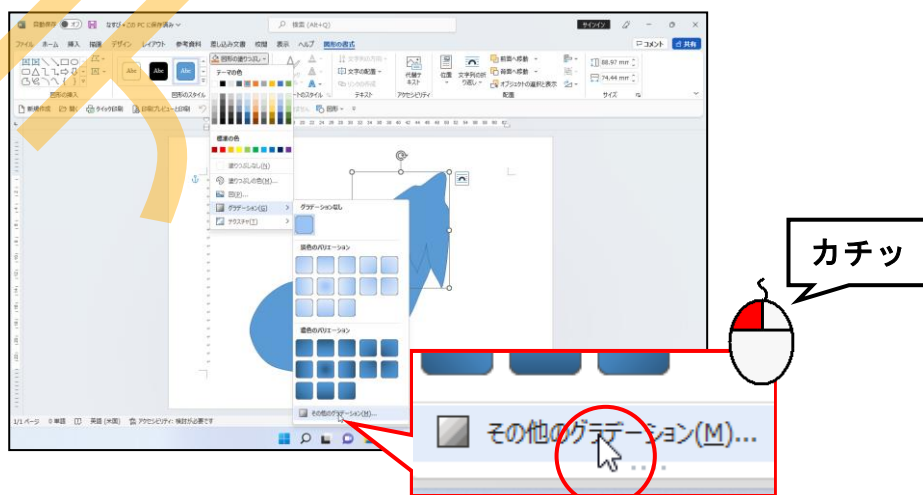 自動保存 オフ なすび • この PC に保存済み
検索 (Alt+Q)
サインイン
ファイル ホーム 挿入 描画 デザイン レイアウト 参考資料 差し込み文書 校閲 表示 ヘルプ 図形の書式
コメント 共有
図形の塗りつぶし
Abc Abc Abc
図形の挿入
図形のスタイル
文字の配置
テキスト
代替テキスト
アクセシビリティ
位置
文字列の折り返し
前面へ移動
背面へ移動
オブジェクトの選択と表示
配置
88.97 mm
74.44 mm
サイズ
新規作成 開く クイック印刷 印刷プレビューと印刷
図形
テーマの色
標準の色
塗りつぶしなし(N)
塗りつぶしの色(M)...
図(P)...
グラデーション(G)
テクスチャ(T)
グラデーションなし
淡色のバリエーション
濃色のバリエーション
その他のグラデーション(M)...
1/1 ページ 0 単語 英語 (米国) アクセシビリティ: 検討が必要です
その他のグラデーション(M)...
カチッ